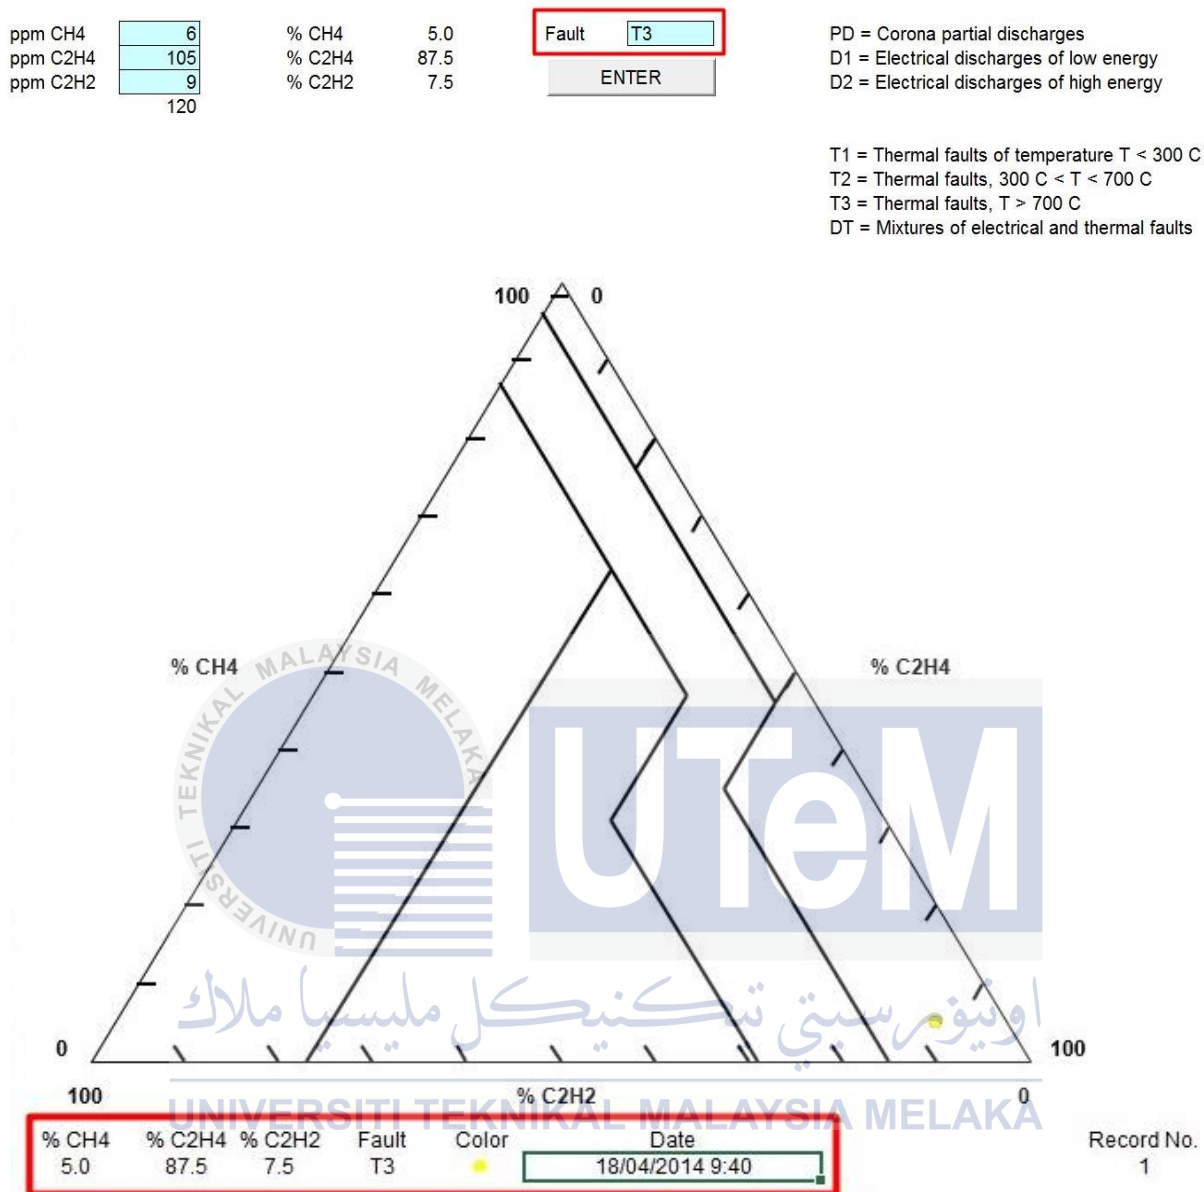 ppm CH4 6 % CH4 5.0 Fault T3 PD = Corona partial discharges
ppm C2H4 105 % C2H4 87.5 D1 = Electrical discharges of low energy
ppm C2H2 9 % C2H2 7.5 ENTER D2 = Electrical discharges of high energy
120
T1 = Thermal faults of temperature T < 300 C
T2 = Thermal faults, 300 C < T < 700 C
T3 = Thermal faults, T > 700 C
DT = Mixtures of electrical and thermal faults
100 0
% CH4 % C2H4
UNIVERSITI TEKNIKAL MALAYSIA MELAKA
UTeM
اونيۏرسيتي تيكنيكل مليسيا ملاك
0 100
100 % C2H2 0
UNIVERSITI TEKNIKAL MALAYSIA MELAKA
% CH4 % C2H4 % C2H2 Fault Color Date Record No.
5.0 87.5 7.5 T3 18/04/2014 9:40 1